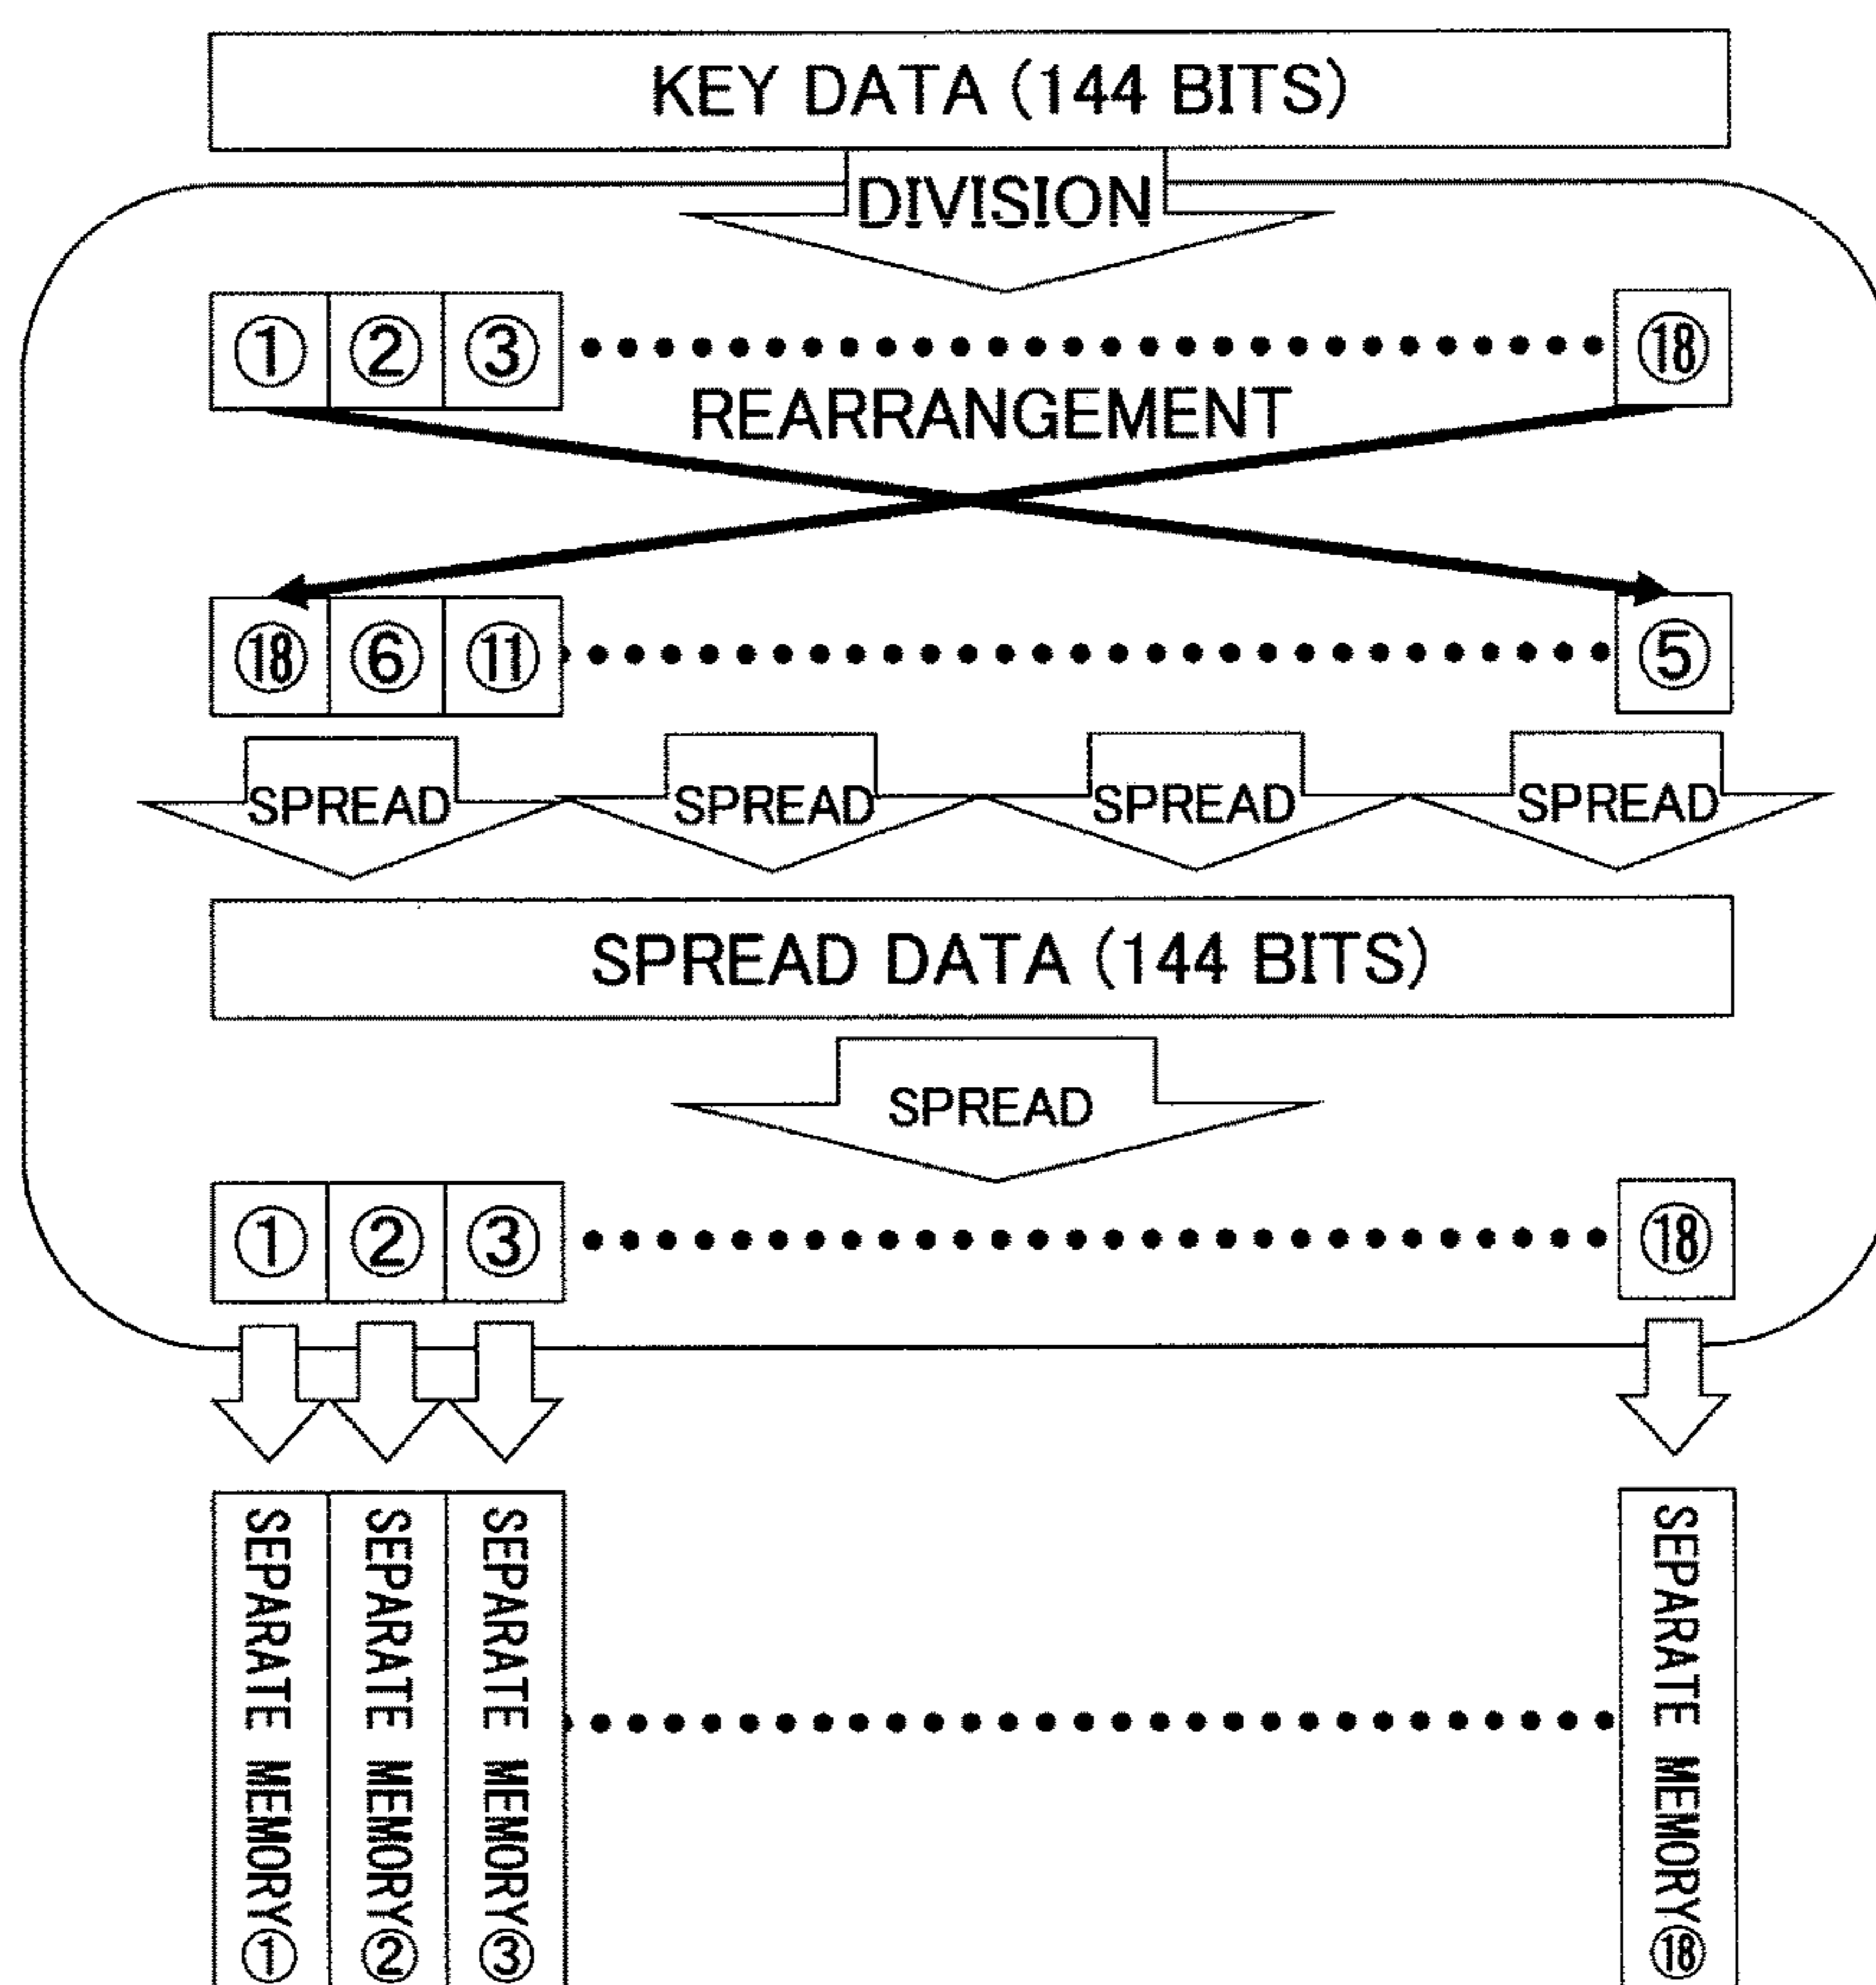 KEY DATA (144 BITS)
DIVISION
① ② ③ ⑱
REARRANGEMENT
⑱ ⑥ ⑪ ⑤
SPREAD SPREAD SPREAD SPREAD
SPREAD DATA (144 BITS)
SPREAD
① ② ③ ⑱
SEPARATE MEMORY①
SEPARATE MEMORY②
SEPARATE MEMORY③
SEPARATE MEMORY⑱